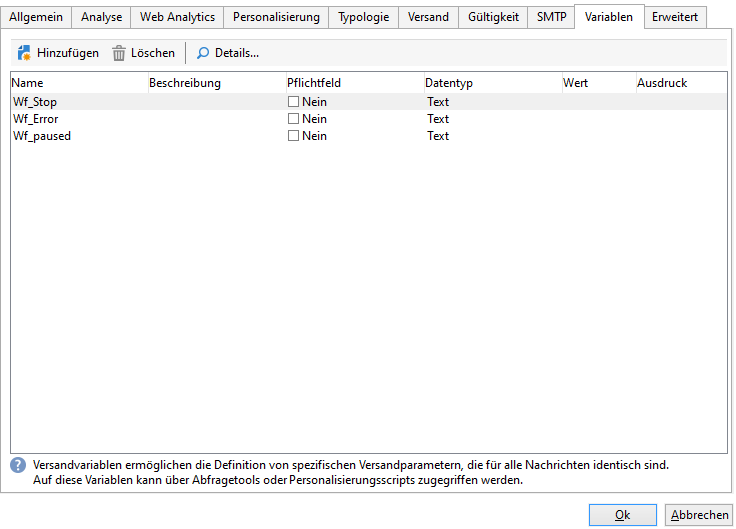 Allgemein Analyse Web Analytics Personalisierung Typologie Versand Gültigkeit SMTP Variablen Erweitert
Hinzufügen Löschen Details...
Name Beschreibung Pflichtfeld Datentyp Wert Ausdruck
Wf_Stop Nein Text
Wf_Error Nein Text
Wf_paused Nein Text
Versandvariablen ermöglichen die Definition von spezifischen Versandparametern, die für alle Nachrichten identisch sind.
Auf diese Variablen kann über Abfragetools oder Personalisierungsscripts zugegriffen werden.
Ok Abbrechen